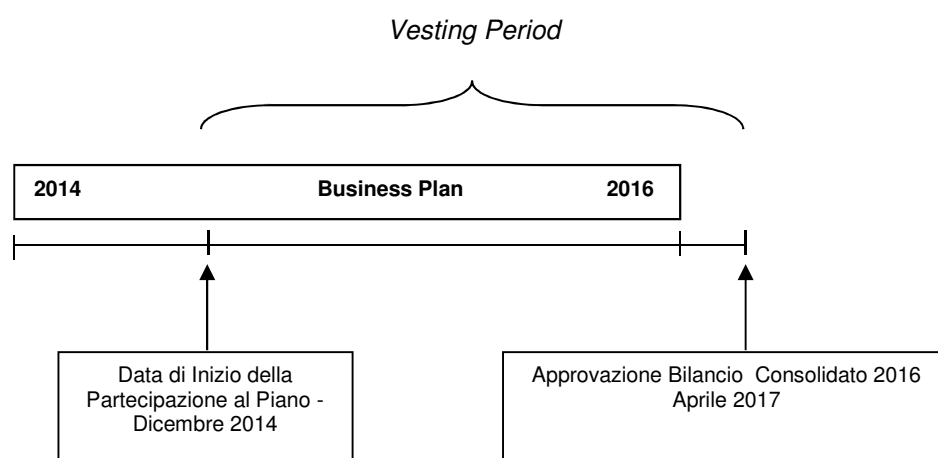 Vesting Period
2014 Business Plan 2016
Data di Inizio della
Partecipazione al Piano -
Dicembre 2014
Approvazione Bilancio Consolidato 2016
Aprile 2017